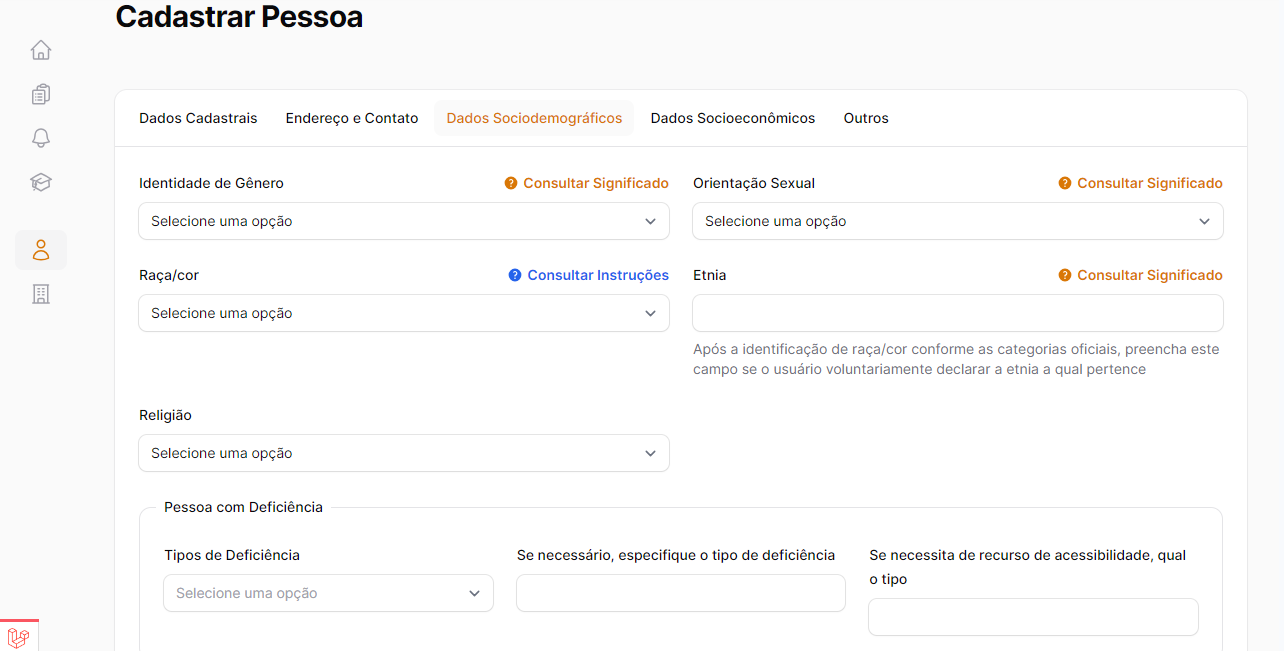 Cadastrar Pessoa
Dados Cadastrais
Endereço e Contato
Dados Sociodemográficos
Dados Socioeconômicos
Outros
Identidade de Gênero
Consultar Significado
Selecione uma opção
Orientação Sexual
Consultar Significado
Selecione uma opção
Raça/cor
Consultar Instruções
Selecione uma opção
Etnia
Consultar Significado
Após a identificação de raça/cor conforme as categorias oficiais, preencha este
campo se o usuário voluntariamente declarar a etnia a qual pertence
Religião
Selecione uma opção
Pessoa com Deficiência
Tipos de Deficiência
Selecione uma opção
Se necessário, especifique o tipo de deficiência
Se necessita de recurso de acessibilidade, qual
o tipo